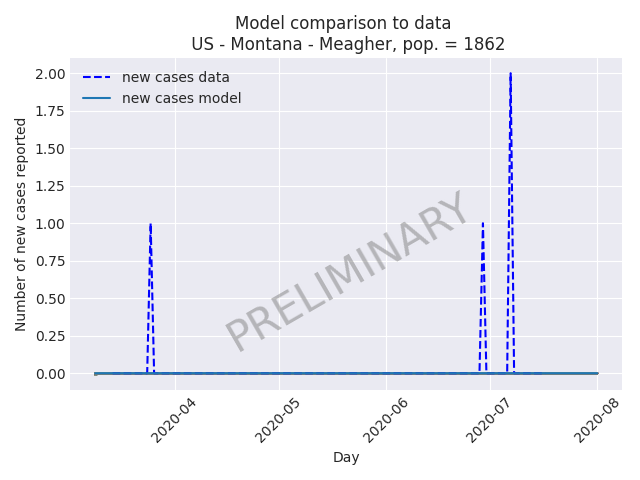 Model comparison to data
US - Montana - Meagher, pop. = 1862
new cases data
new cases model
2.00
1.75
1.50
1.25
1.00
0.75
0.50
0.25
0.00
Number of new cases reported
PRELIMINARY
2020-04
2020-05
2020-06
2020-07
2020-08
Day